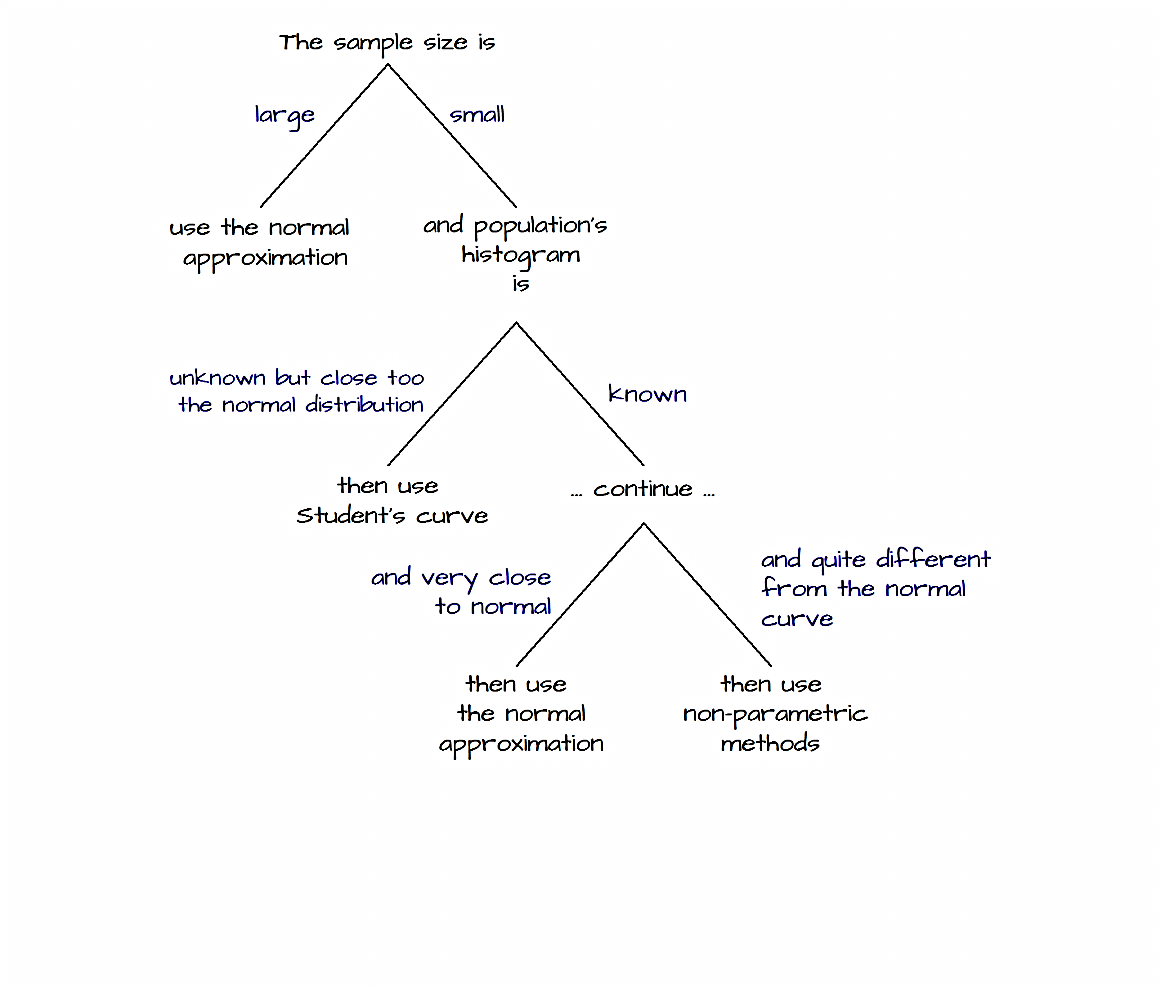 The sample size is
large
small
use the normal
approximation
and population's
histogram
is
unknown but close too
the normal distribution
known
then use
Student's curve
... continue ...
and very close
to normal
and quite different
from the normal
curve
then use
the normal
approximation
then use
non-parametric
methods